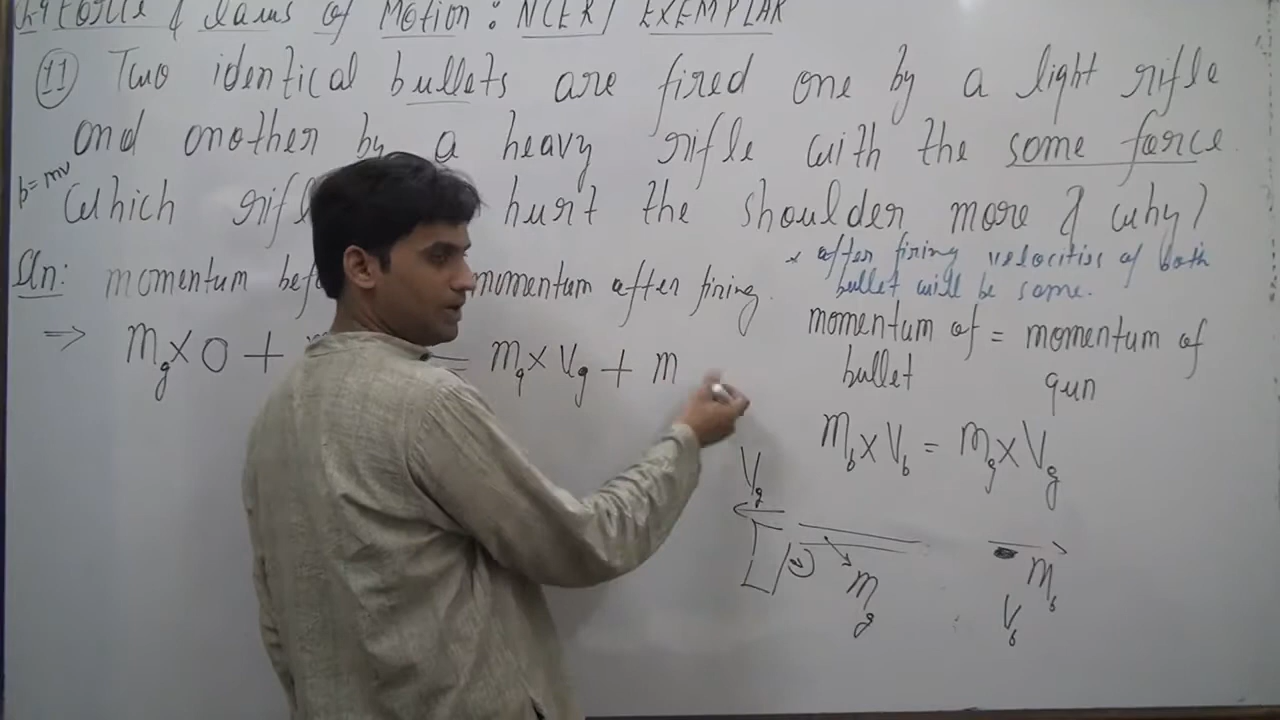 Force & Laws of Motion : NCERT EXEMPLAR
11 Two identical bullets are fired one by a light rifle
and another by a heavy rifle with the same force.
p=mv
Which hurt the shoulder more & why?
* after firing velocities of both
bullet will be same.
Ans: momentum momentum after firing.
⇒ mg×0 + = mg×Vg + m
momentum of = momentum of
bullet gun
mb×Vb = mg×Vg
Vg
mg
mb
Vb